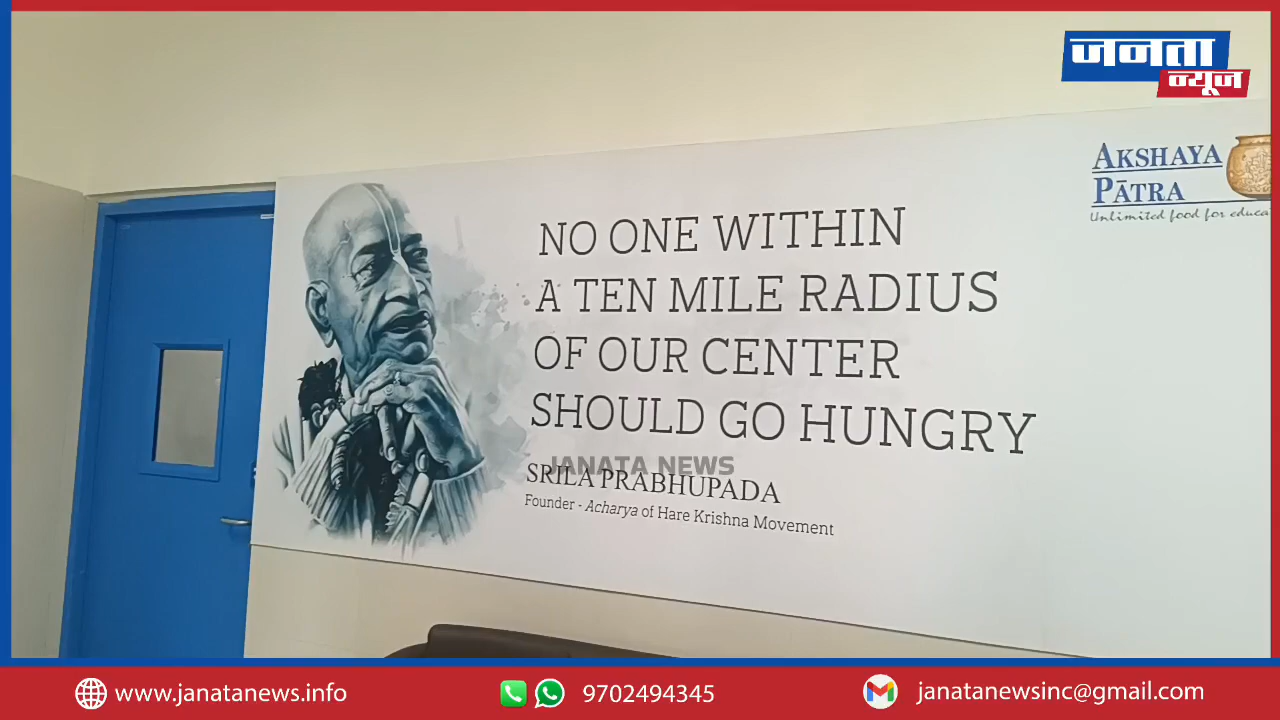 जनता
न्यूज
AKSHAYA
PĀTRA
Unlimited food for
NO ONE WITHIN
A TEN MILE RADIUS
OF OUR CENTER
SHOULD GO HUNGRY
JANATA NEWS
SRILA PRABHUPADA
Founder - Acharya of Hare Krishna Movement
www.janatanews.info
9702494345
janatanewsinc@gmail.com